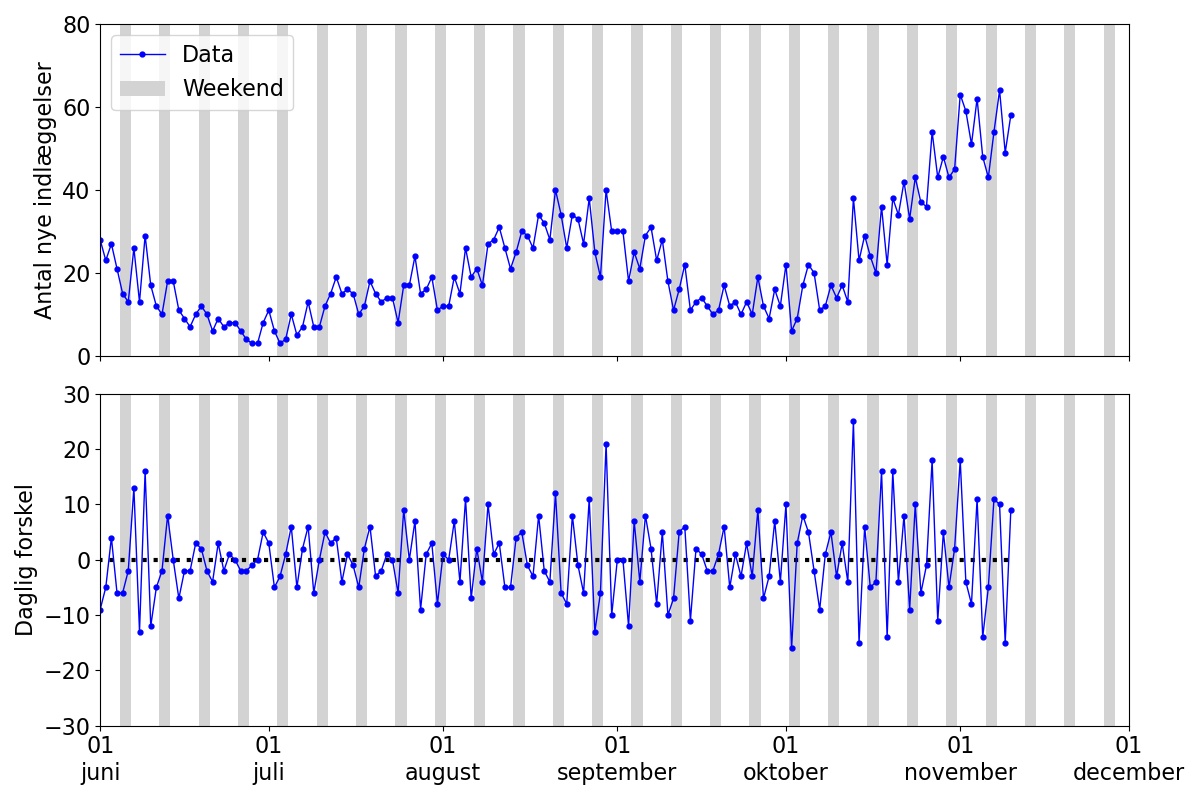 80
60
40
20
0
Antal nye indlæggelser
Data
Weekend
30
20
10
0
−10
−20
−30
Daglig forskel
01 01 01 01 01 01 01
juni juli august september oktober november december